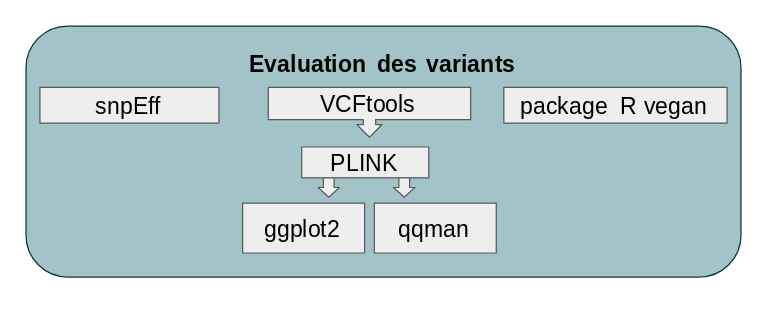 Evaluation des variants
snpEff
VCFtools
package R vegan
PLINK
ggplot2
qqman